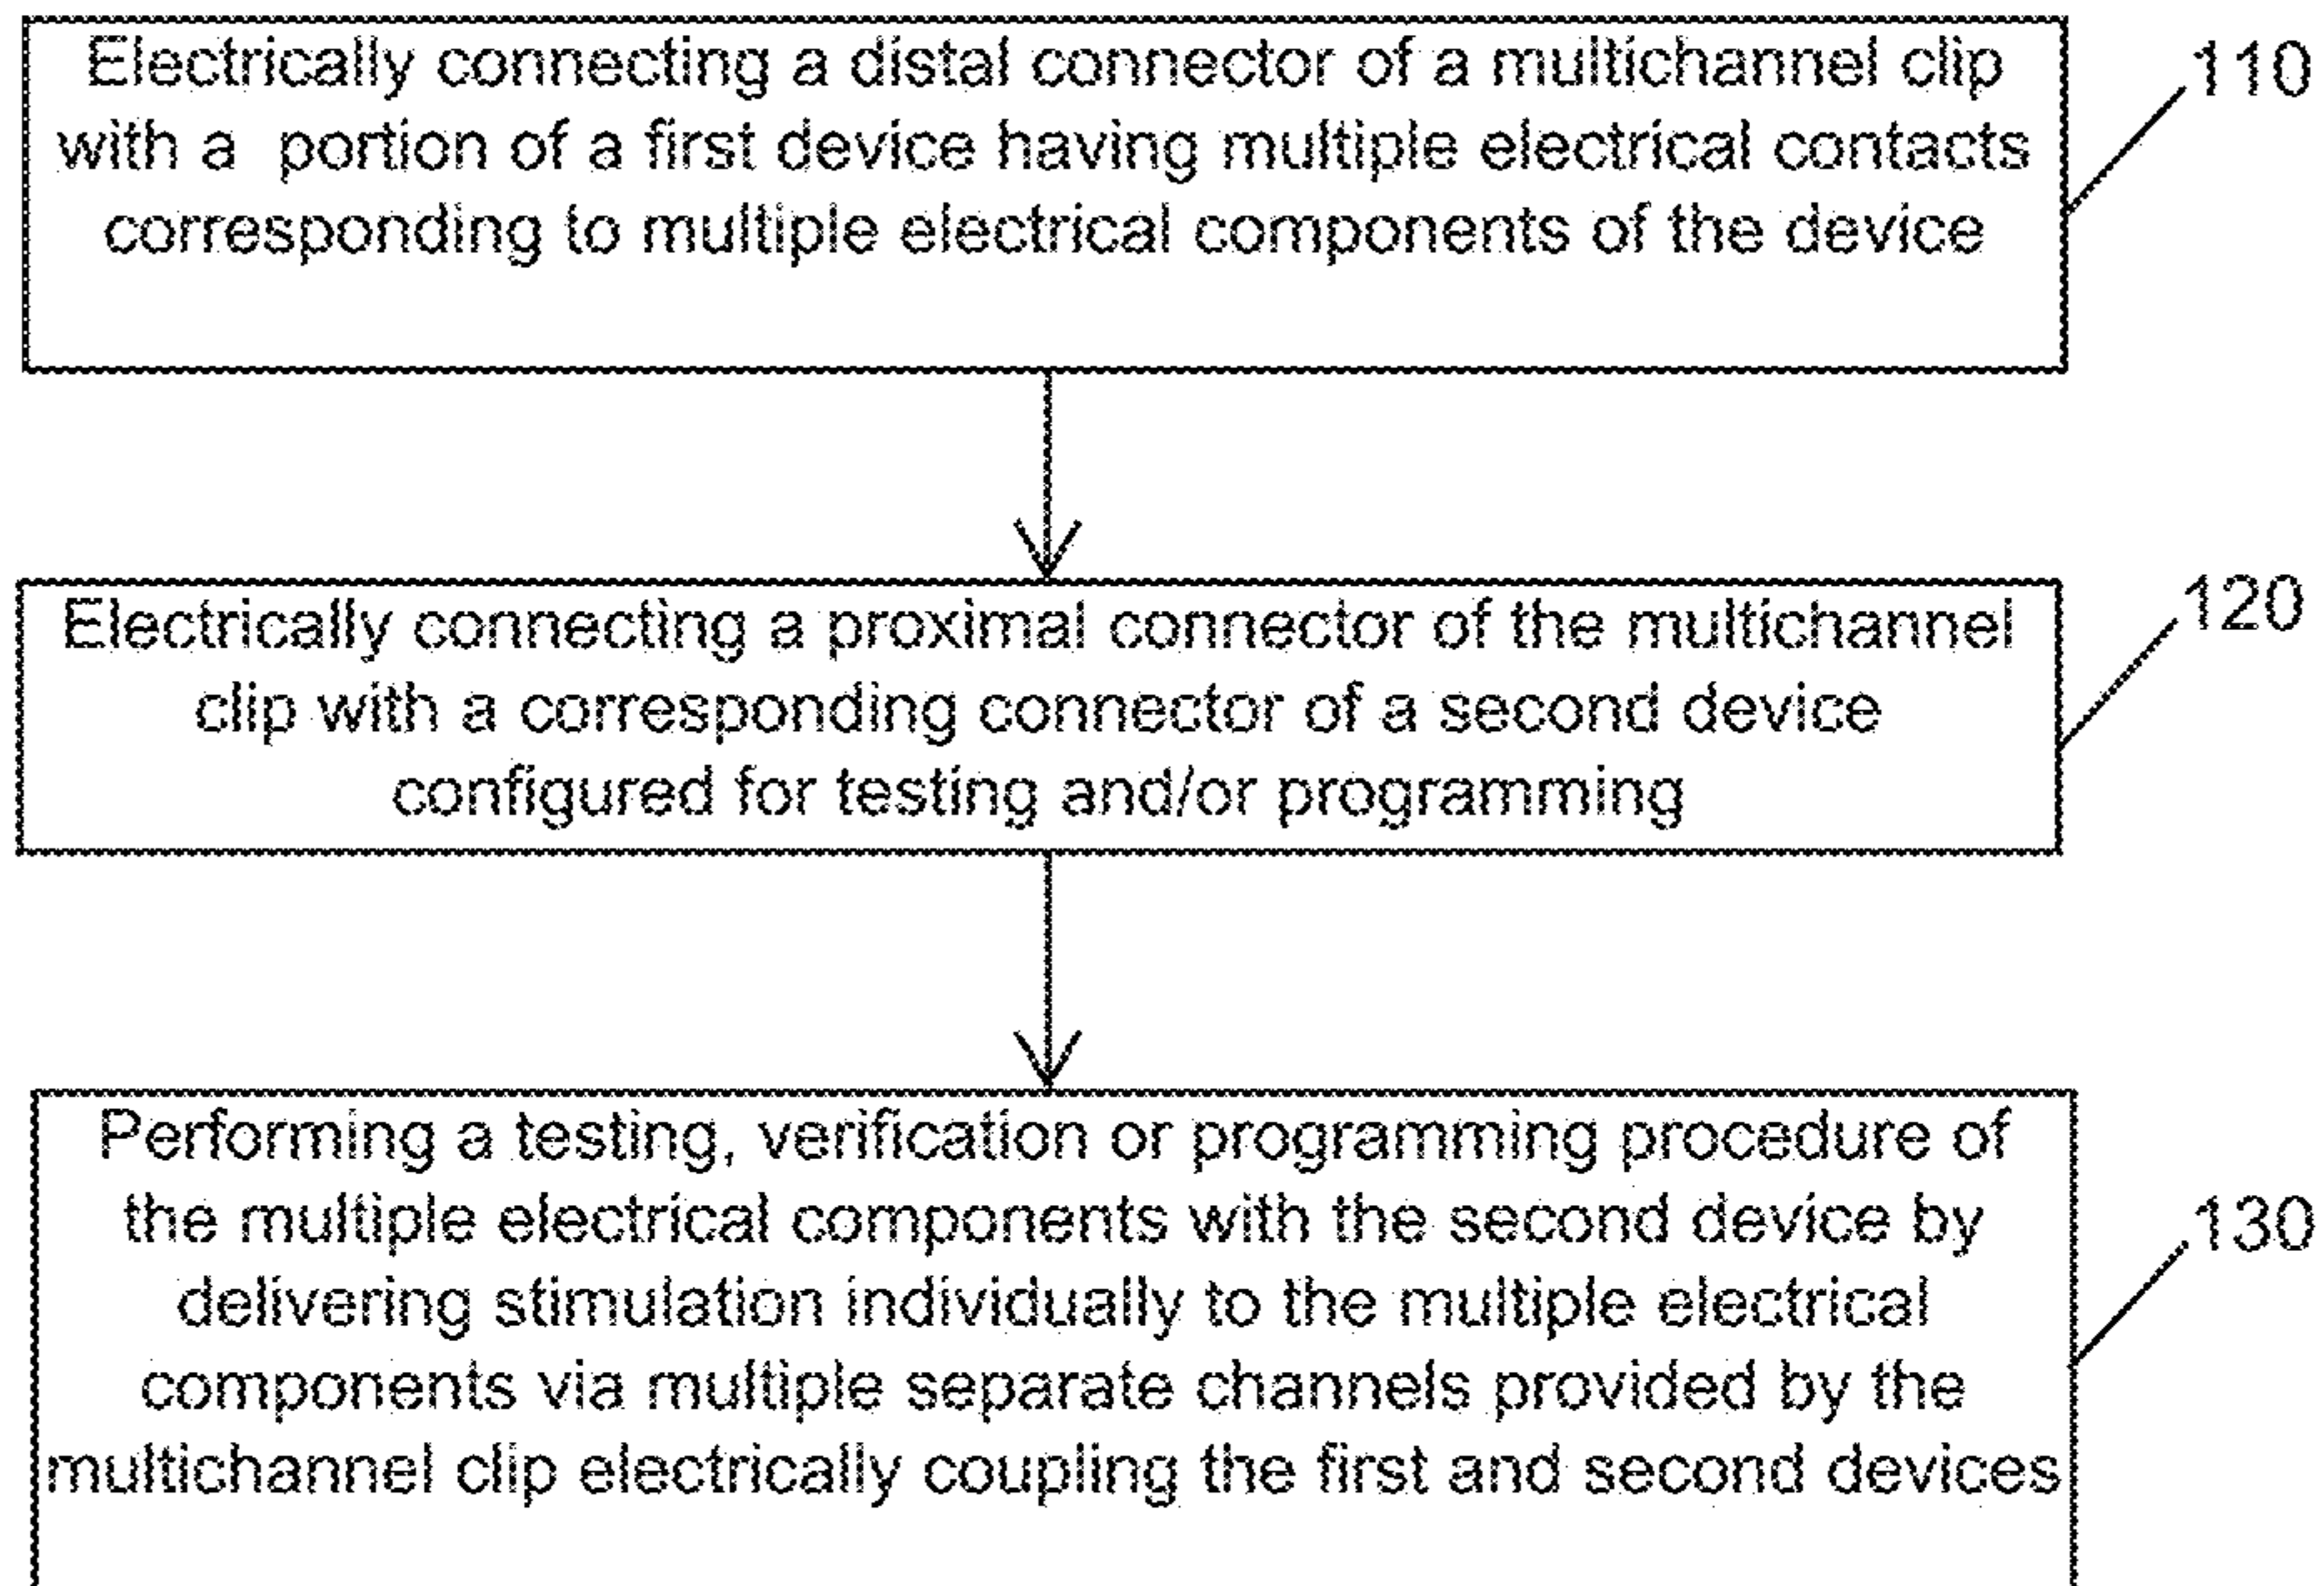 Electrically connecting a distal connector of a multichannel clip
with a portion of a first device having multiple electrical contacts
corresponding to multiple electrical components of the device
110
Electrically connecting a proximal connector of the multichannel
clip with a corresponding connector of a second device
configured for testing and/or programming
120
Performing a testing, verification or programming procedure of
the multiple electrical components with the second device by
delivering stimulation individually to the multiple electrical
components via multiple separate channels provided by the
multichannel clip electrically coupling the first and second devices
130